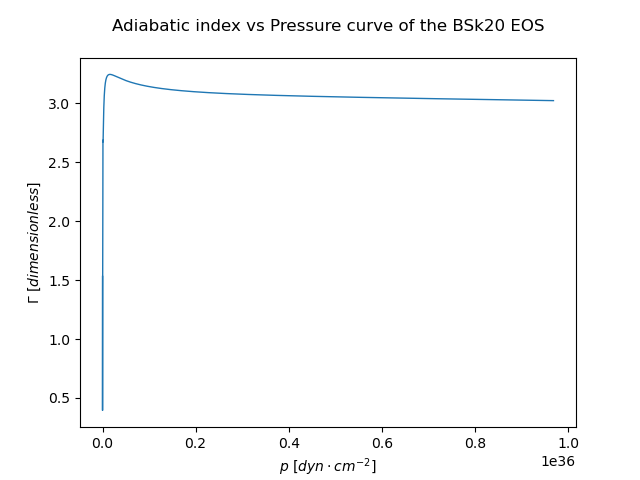 Adiabatic index vs Pressure curve of the BSk20 EOS
3.0
2.5
2.0
1.5
1.0
0.5
Γ [dimensionless]
0.0 0.2 0.4 0.6 0.8 1.0
1e36
p [dyn · cm⁻²]